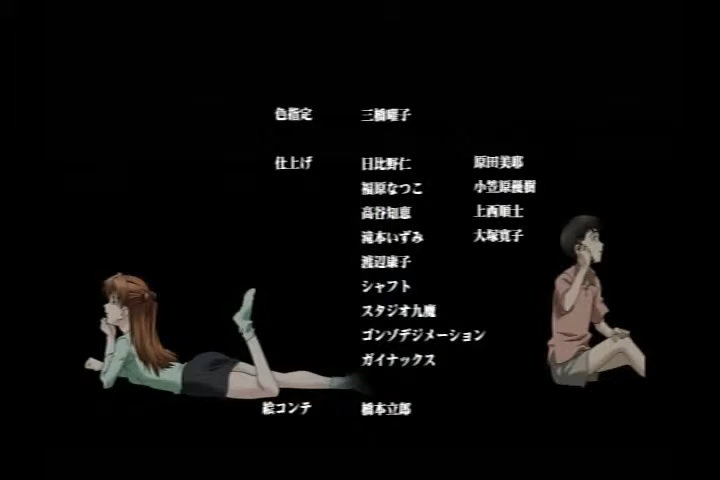 色指定 三橋曜子
仕上げ 日比野仁 原田美耶
福原なつこ 小笠原優樹
高谷知恵 上西順士
滝本いずみ 大塚寛子
渡辺康子
シャフト
スタジオ九魔
ゴンゾデジメーション
ガイナックス
絵コンテ 橋本立郎